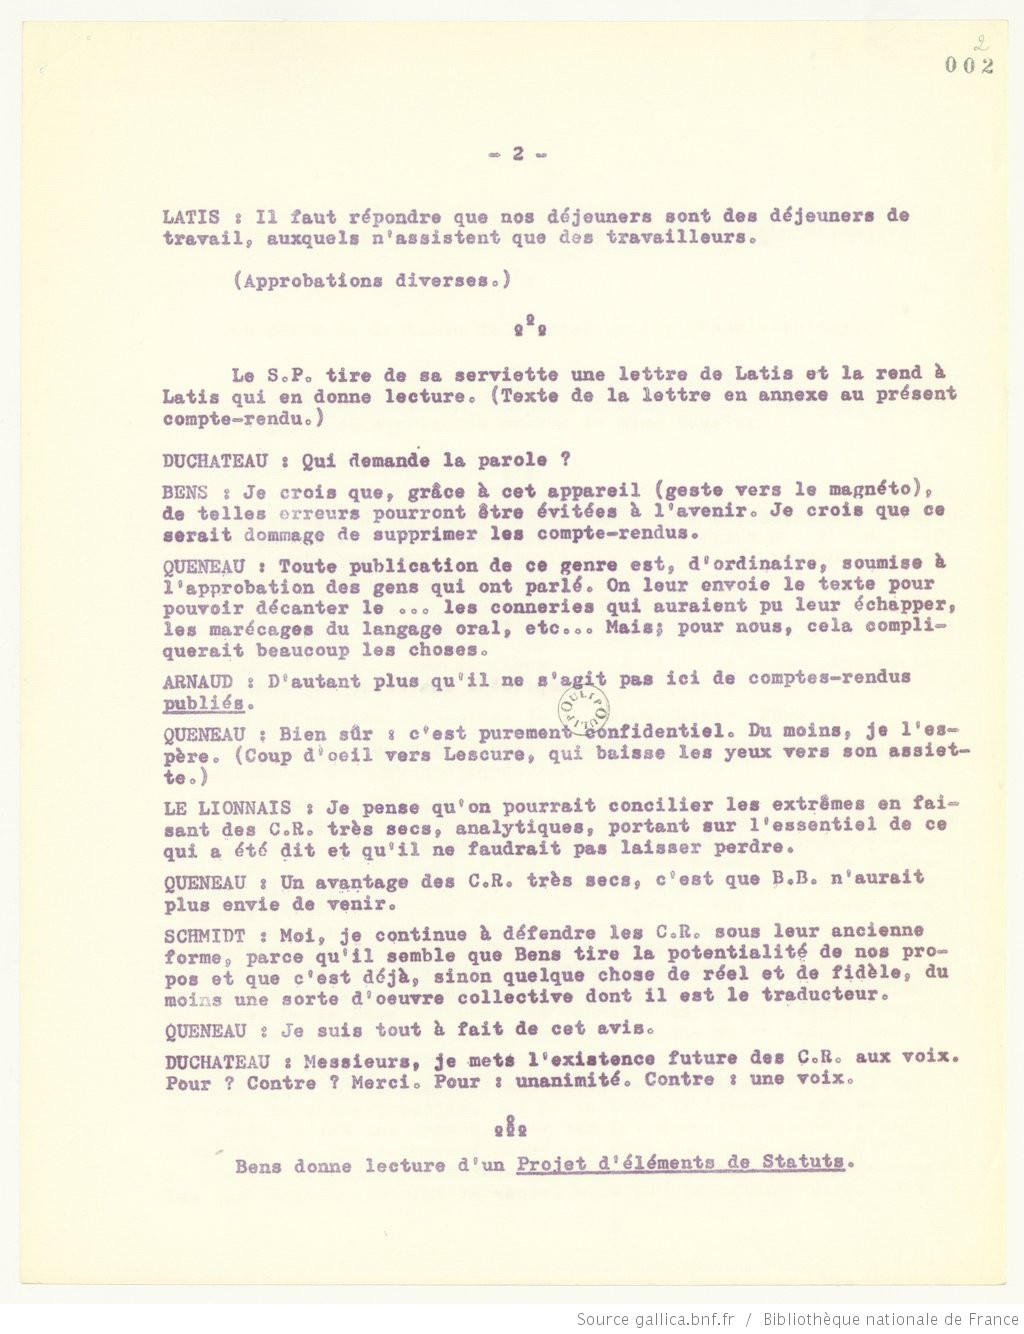 2
002
- 2 -
LATIS : Il faut répondre que nos déjeuners sont des déjeuners de
travail, auxquels n'assistent que des travailleurs.
(Approbations diverses.)
Le S.P. tire de sa serviette une lettre de Latis et la rend à
Latis qui en donne lecture. (Texte de la lettre en annexe au présent
compte-rendu.)
DUCHATEAU : Qui demande la parole ?
BENS : Je crois que, grâce à cet appareil (geste vers le magnéto),
de telles erreurs pourront être évitées à l'avenir. Je crois que ce
serait dommage de supprimer les compte-rendus.
QUENEAU : Toute publication de ce genre est, d'ordinaire, soumise à
l'approbation des gens qui ont parlé. On leur envoie le texte pour
pouvoir décanter le ... les conneries qui auraient pu leur échapper,
les marécages du langage oral, etc... Mais; pour nous, cela compli-
querait beaucoup les choses.
ARNAUD : D'autant plus qu'il ne s'agit pas ici de comptes-rendus
publiés.
OULIPO OULIP
QUENEAU : Bien sûr : c'est purement confidentiel. Du moins, je l'es-
père. (Coup d'oeil vers Lescure, qui baisse les yeux vers son assiet-
te.)
LE LIONNAIS : Je pense qu'on pourrait concilier les extrêmes en fai-
sant des C.R. très secs, analytiques, portant sur l'essentiel de ce
qui a été dit et qu'il ne faudrait pas laisser perdre.
QUENEAU : Un avantage des C.R. très secs, c'est que B.B. n'aurait
plus envie de venir.
SCHMIDT : Moi, je continue à défendre les C.R. sous leur ancienne
forme, parce qu'il semble que Bens tire la potentialité de nos pro-
pos et que c'est déjà, sinon quelque chose de réel et de fidèle, du
moins une sorte d'oeuvre collective dont il est le traducteur.
QUENEAU : Je suis tout à fait de cet avis.
DUCHATEAU : Messieurs, je mets l'existence future des C.R. aux voix.
Pour ? Contre ? Merci. Pour : unanimité. Contre : une voix.
Bens donne lecture d'un Projet d'éléments de Statuts.
Source gallica.bnf.fr / Bibliothèque nationale de France